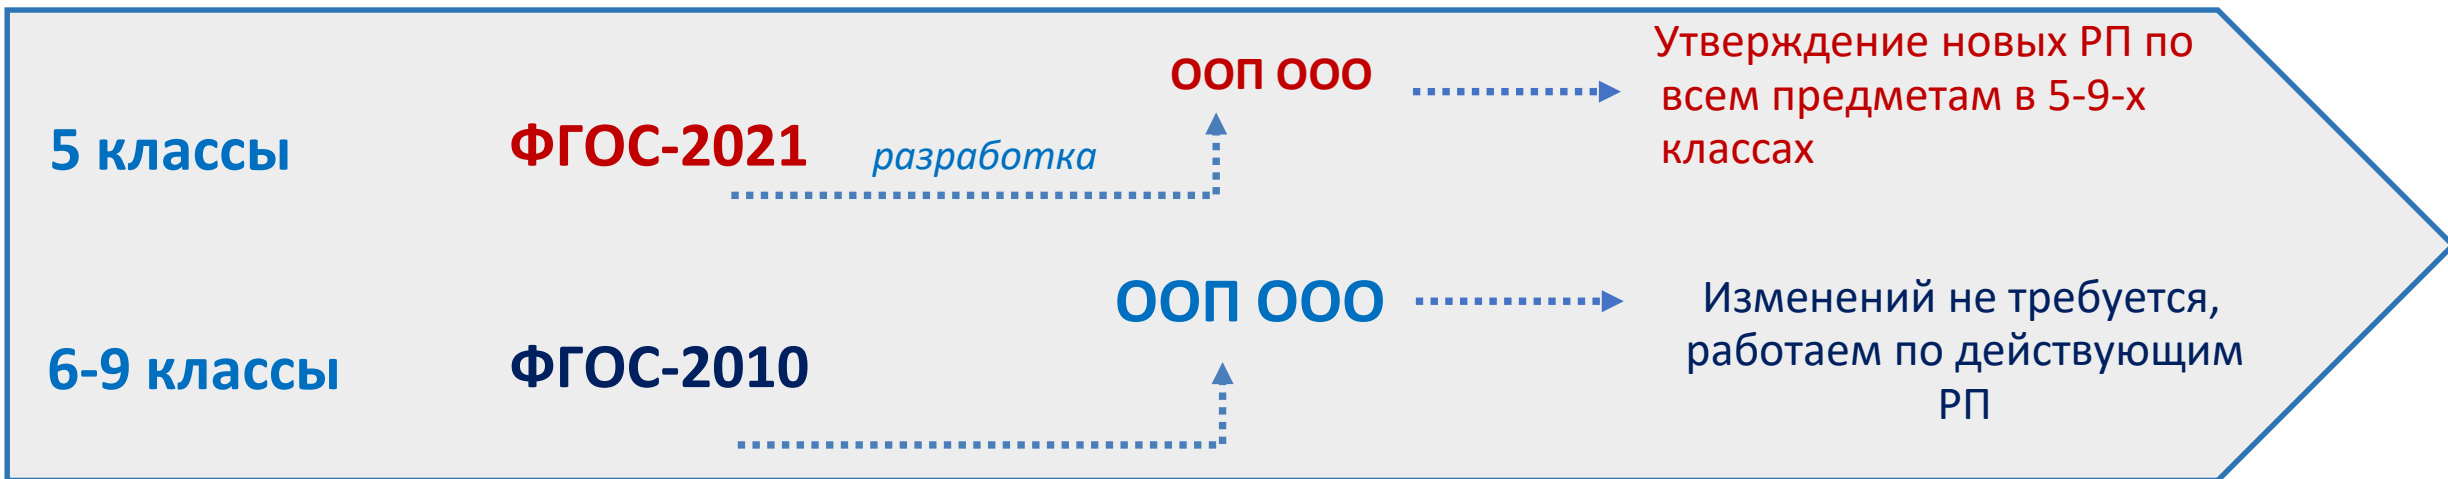 5 классы
ФГОС-2021
разработка
ООП ООО
Утверждение новых РП по
всем предметам в 5-9-х
классах
6-9 классы
ФГОС-2010
ООП ООО
Изменений не требуется,
работаем по действующим
РП